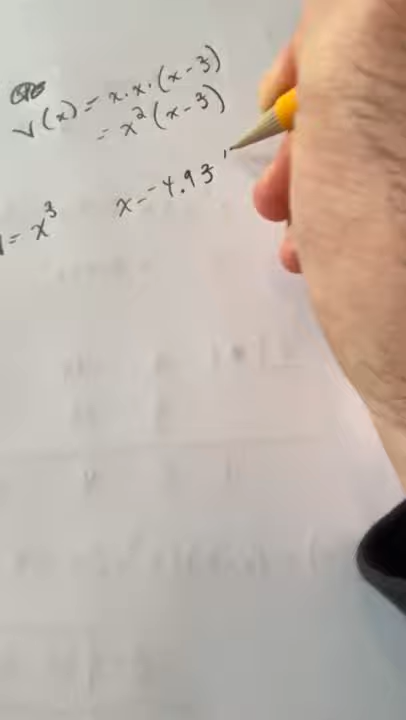 v(x) = x · x · (x - 3)
= x²(x - 3)
= x³ x = -4.93